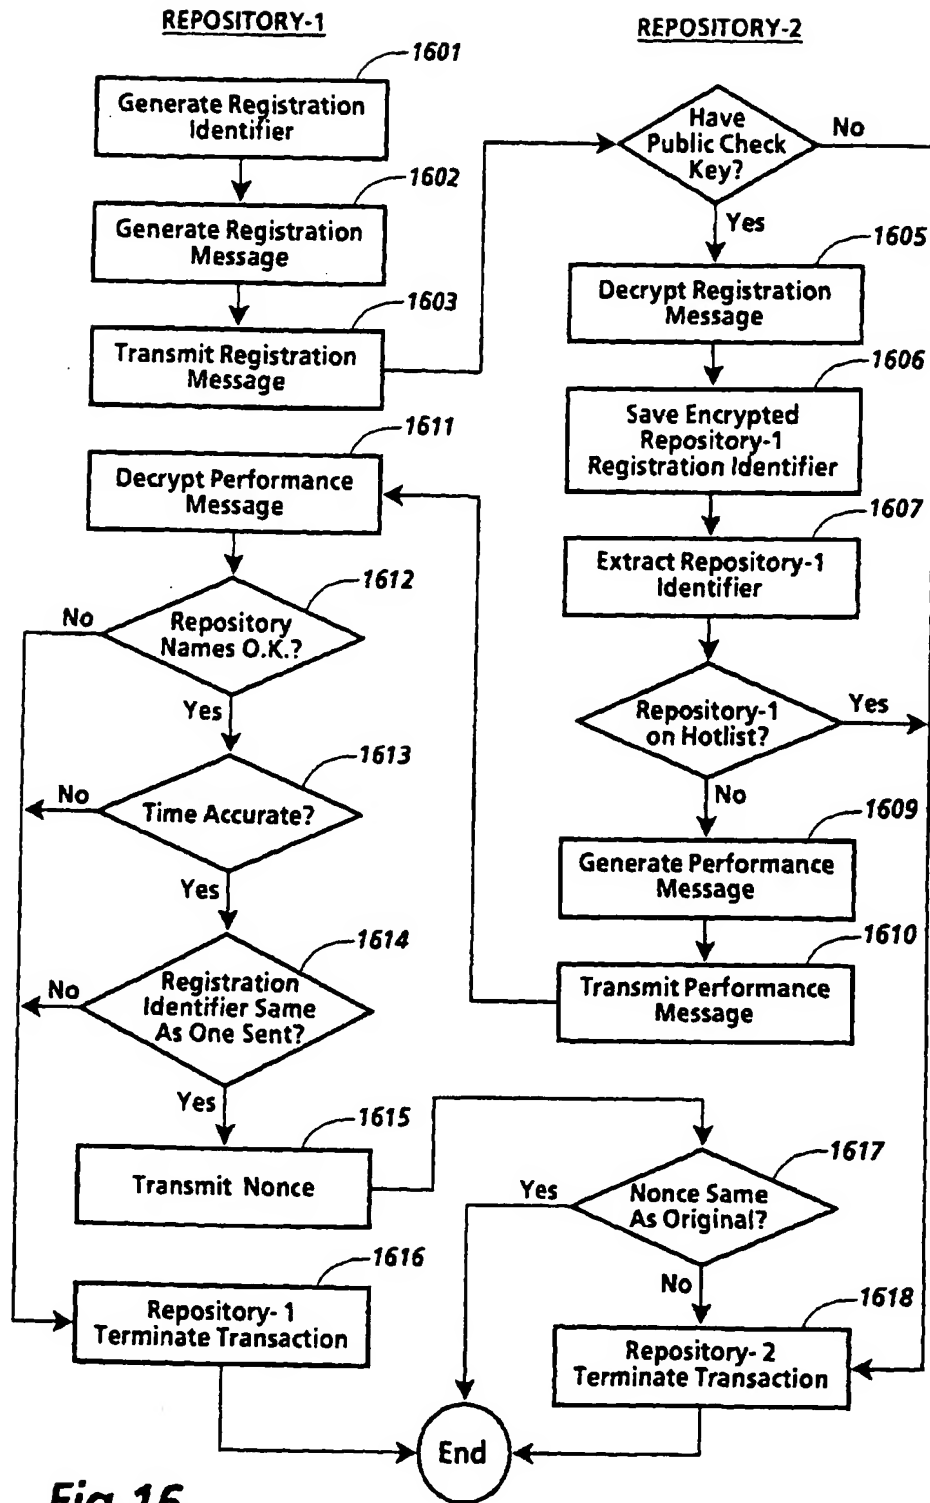 REPOSITORY-1
1601
Generate Registration
Identifier
1602
Generate Registration
Message
1603
Transmit Registration
Message
1611
Decrypt Performance
Message
1612
Repository
Names O.K.?
No
Yes
1613
Time Accurate?
No
Yes
1614
Registration
Identifier Same
As One Sent?
No
Yes
1615
Transmit Nonce
1616
Repository- 1
Terminate Transaction
REPOSITORY-2
Have
Public Check
Key?
No
Yes
1605
Decrypt Registration
Message
1606
Save Encrypted
Repository-1
Registration Identifier
1607
Extract Repository-1
Identifier
Repository-1
on Hotlist?
Yes
No
1609
Generate Performance
Message
1610
Transmit Performance
Message
1617
Nonce Same
As Original?
Yes
No
1618
Repository- 2
Terminate Transaction
End
Fig. 16